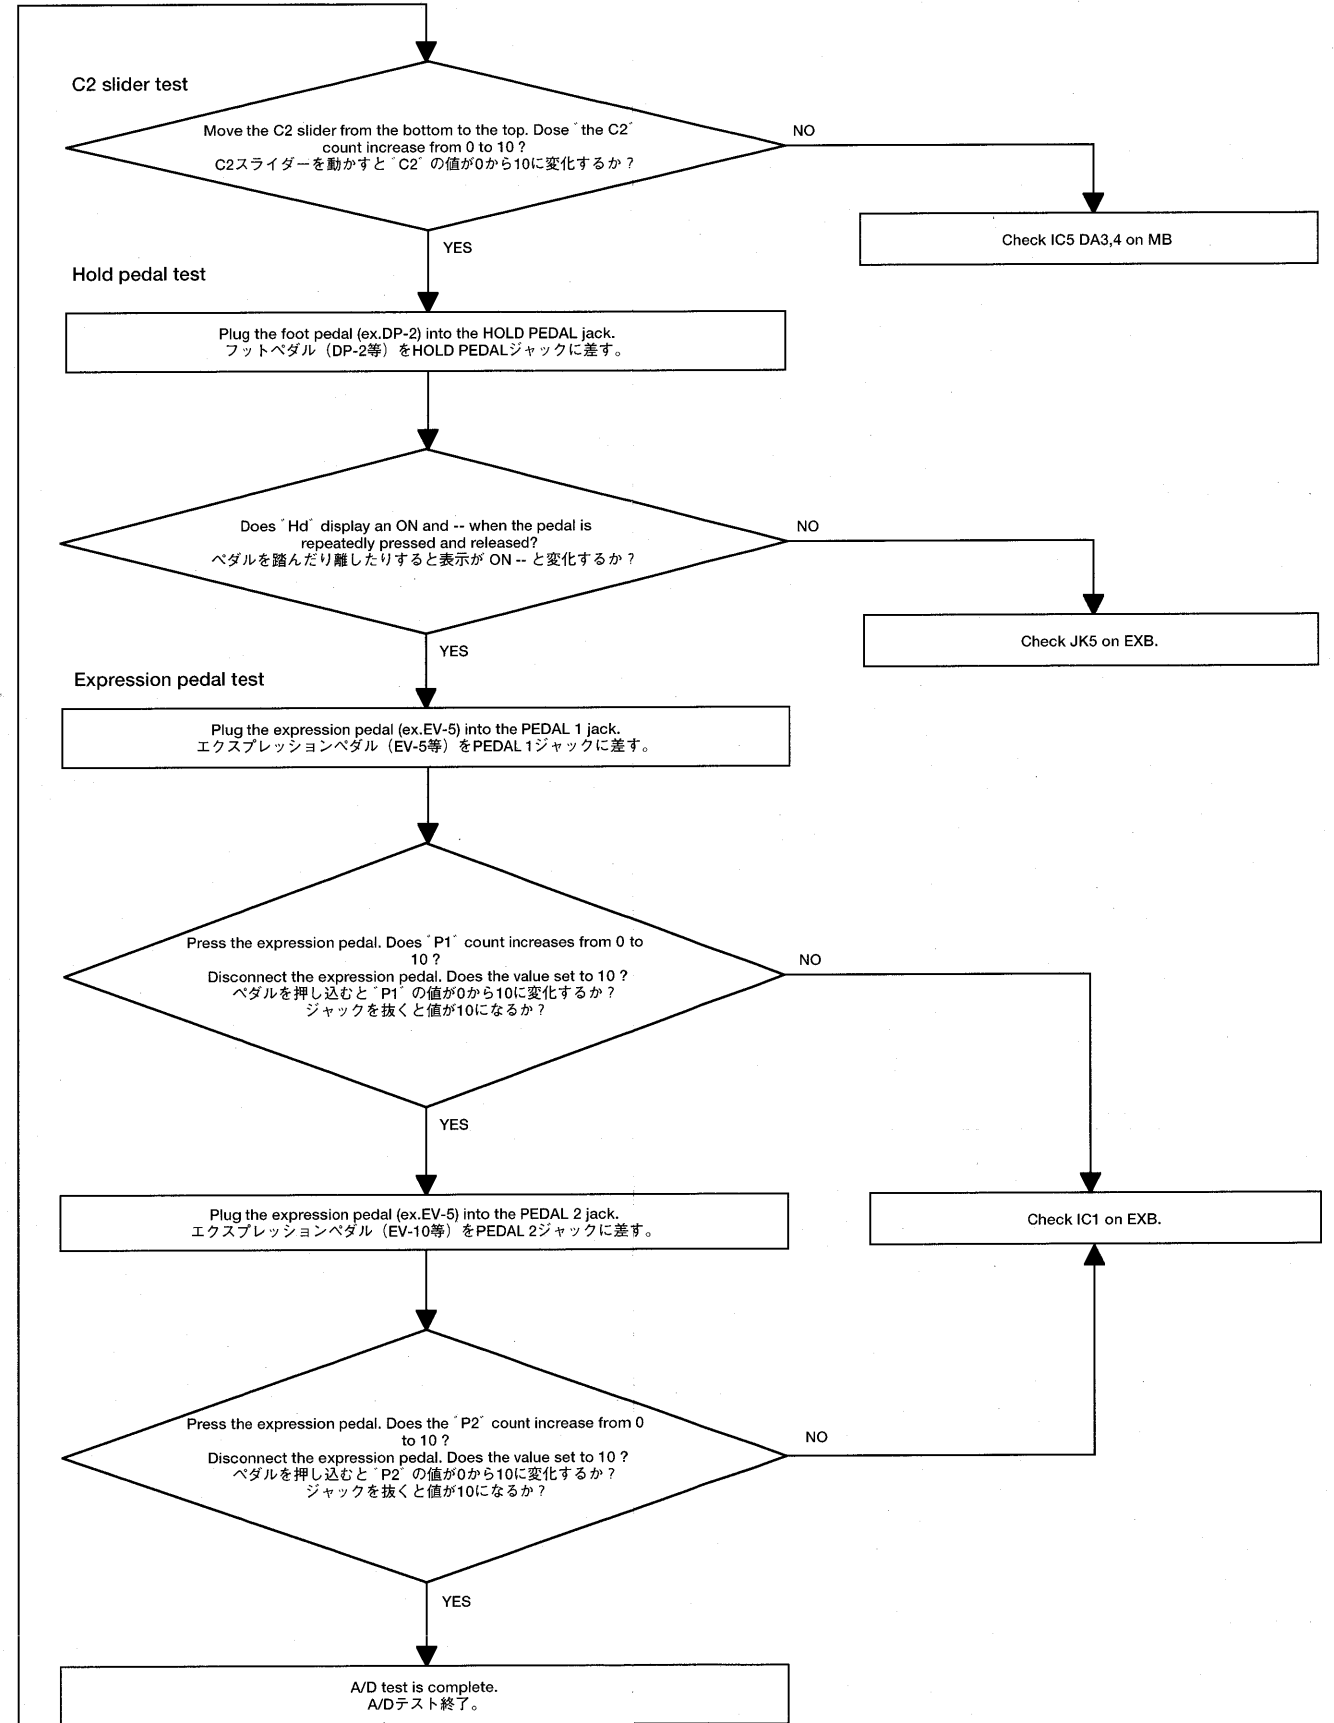 C2 slider test
Move the C2 slider from the bottom to the top. Dose ˝the C2˝
count increase from 0 to 10 ?
C2スライダーを動かすと˝C2˝の値が0から10に変化するか？
NO
Check IC5 DA3,4 on MB
YES
Hold pedal test
Plug the foot pedal (ex.DP-2) into the HOLD PEDAL jack.
フットペダル（DP-2等）をHOLD PEDALジャックに差す。
Does ˝Hd˝ display an ON and -- when the pedal is
repeatedly pressed and released?
ペダルを踏んだり離したりすると表示が ON -- と変化するか？
NO
Check JK5 on EXB.
YES
Expression pedal test
Plug the expression pedal (ex.EV-5) into the PEDAL 1 jack.
エクスプレッションペダル（EV-5等）をPEDAL 1ジャックに差す。
Press the expression pedal. Does ˝P1˝ count increases from 0 to
10 ?
Disconnect the expression pedal. Does the value set to 10 ?
ペダルを押し込むと˝P1˝の値が0から10に変化するか？
ジャックを抜くと値が10になるか？
NO
YES
Plug the expression pedal (ex.EV-5) into the PEDAL 2 jack.
エクスプレッションペダル（EV-10等）をPEDAL 2ジャックに差す。
Check IC1 on EXB.
Press the expression pedal. Does the ˝P2˝ count increase from 0
to 10 ?
Disconnect the expression pedal. Does the value set to 10 ?
ペダルを押し込むと˝P2˝の値が0から10に変化するか？
ジャックを抜くと値が10になるか？
NO
YES
A/D test is complete.
A/Dテスト終了。